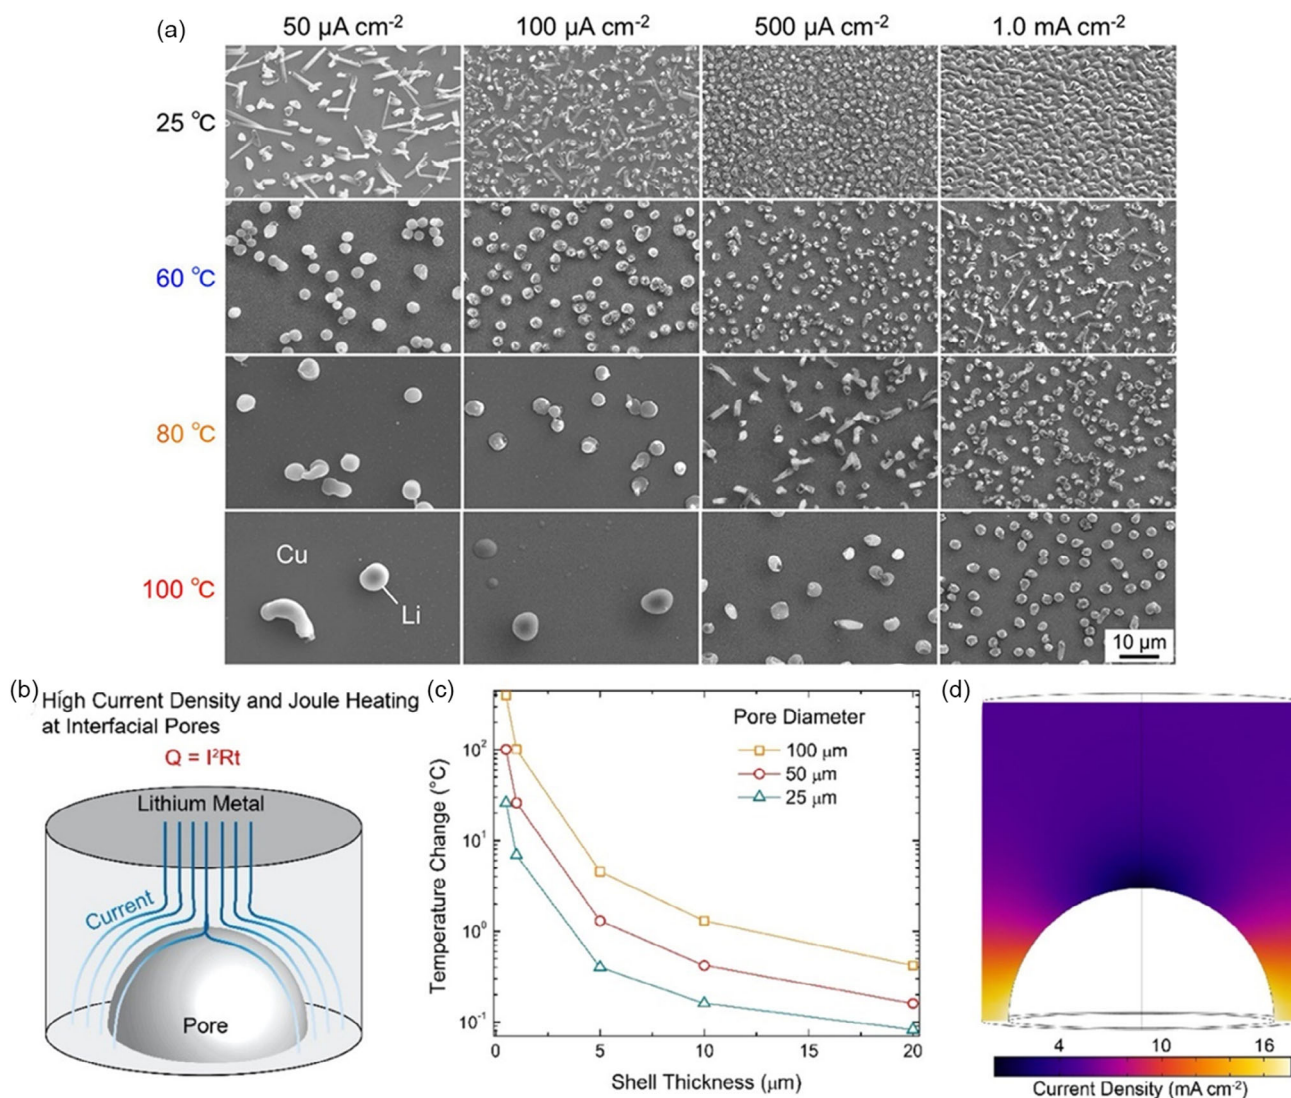 (a)
50 μA cm-2 100 μA cm-2 500 μA cm-2 1.0 mA cm-2
25 ℃
60 ℃
80 ℃
100 ℃
Cu
Li
10 μm
(b)
High Current Density and Joule Heating
at Interfacial Pores
Q = I²Rt
Lithium Metal
Current
Pore
(c)
Temperature Change (°C)
10²
10¹
10⁰
10⁻¹
Pore Diameter
100 μm
50 μm
25 μm
0 5 10 15 20
Shell Thickness (μm)
(d)
4 10 16
Current Density (mA cm-2)